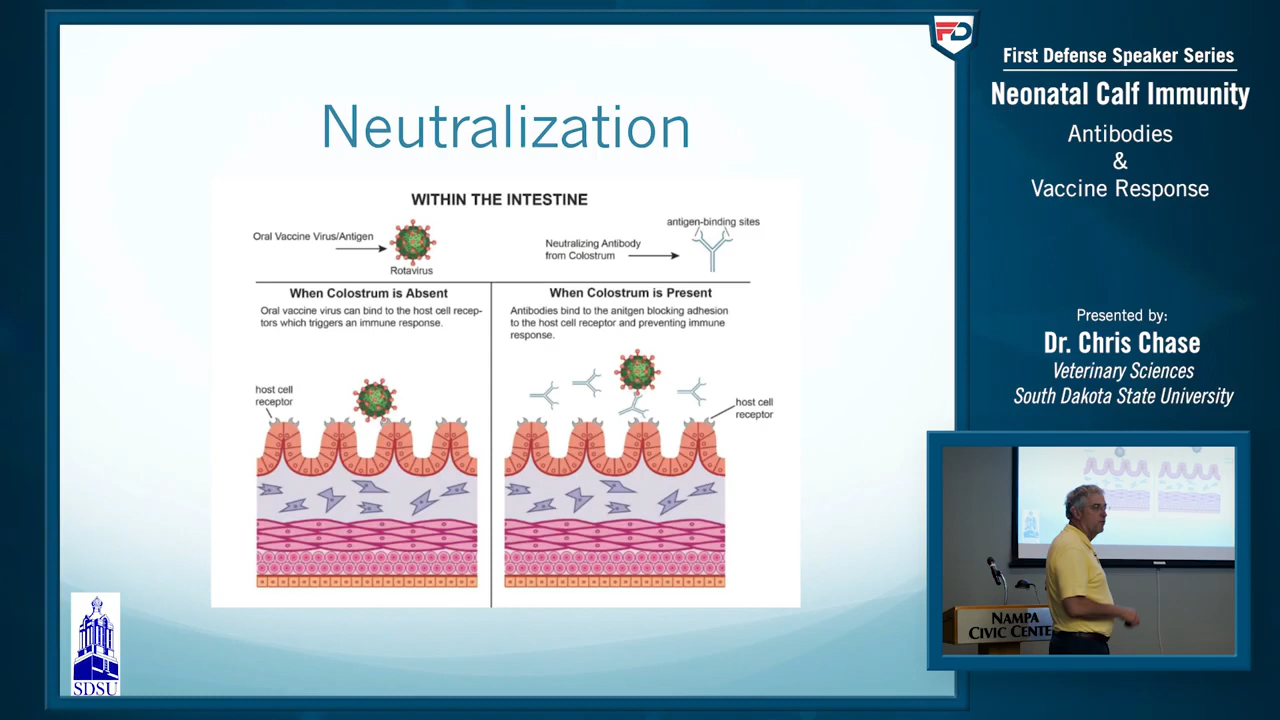 FD
First Defense Speaker Series
Neonatal Calf Immunity
Antibodies
&
Vaccine Response
Neutralization
WITHIN THE INTESTINE
Oral Vaccine Virus/Antigen
Rotavirus
Neutralizing Antibody
from Colostrum
antigen-binding sites
When Colostrum is Absent
Oral vaccine virus can bind to the host cell recep-
tors which triggers an immune response.
host cell
receptor
When Colostrum is Present
Antibodies bind to the anitgen blocking adhesion
to the host cell receptor and preventing immune
response.
host cell
receptor
SDSU
Presented by:
Dr. Chris Chase
Veterinary Sciences
South Dakota State University
NAMPA
CIVIC CENTE